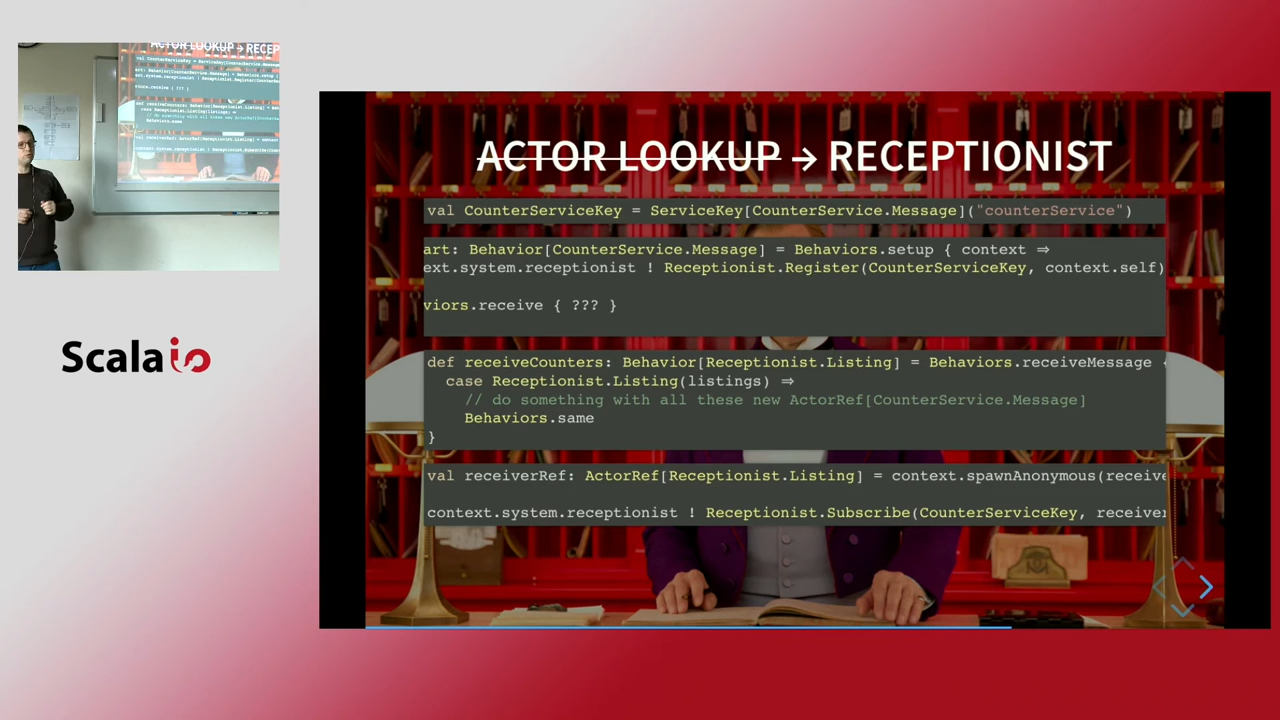 ACTOR LOOKUP → RECEPTIONIST
val CounterServiceKey = ServiceKey[CounterService.Message]("counterService")
art: Behavior[CounterService.Message] = Behaviors.setup { context ⇒
ext.system.receptionist ! Receptionist.Register(CounterServiceKey, context.self)
viors.receive { ??? }
def receiveCounters: Behavior[Receptionist.Listing] = Behaviors.receiveMessage {
case Receptionist.Listing(listings) ⇒
// do something with all these new ActorRef[CounterService.Message]
Behaviors.same
}
val receiverRef: ActorRef[Receptionist.Listing] = context.spawnAnonymous(receive
context.system.receptionist ! Receptionist.Subscribe(CounterServiceKey, receiver
Scala io